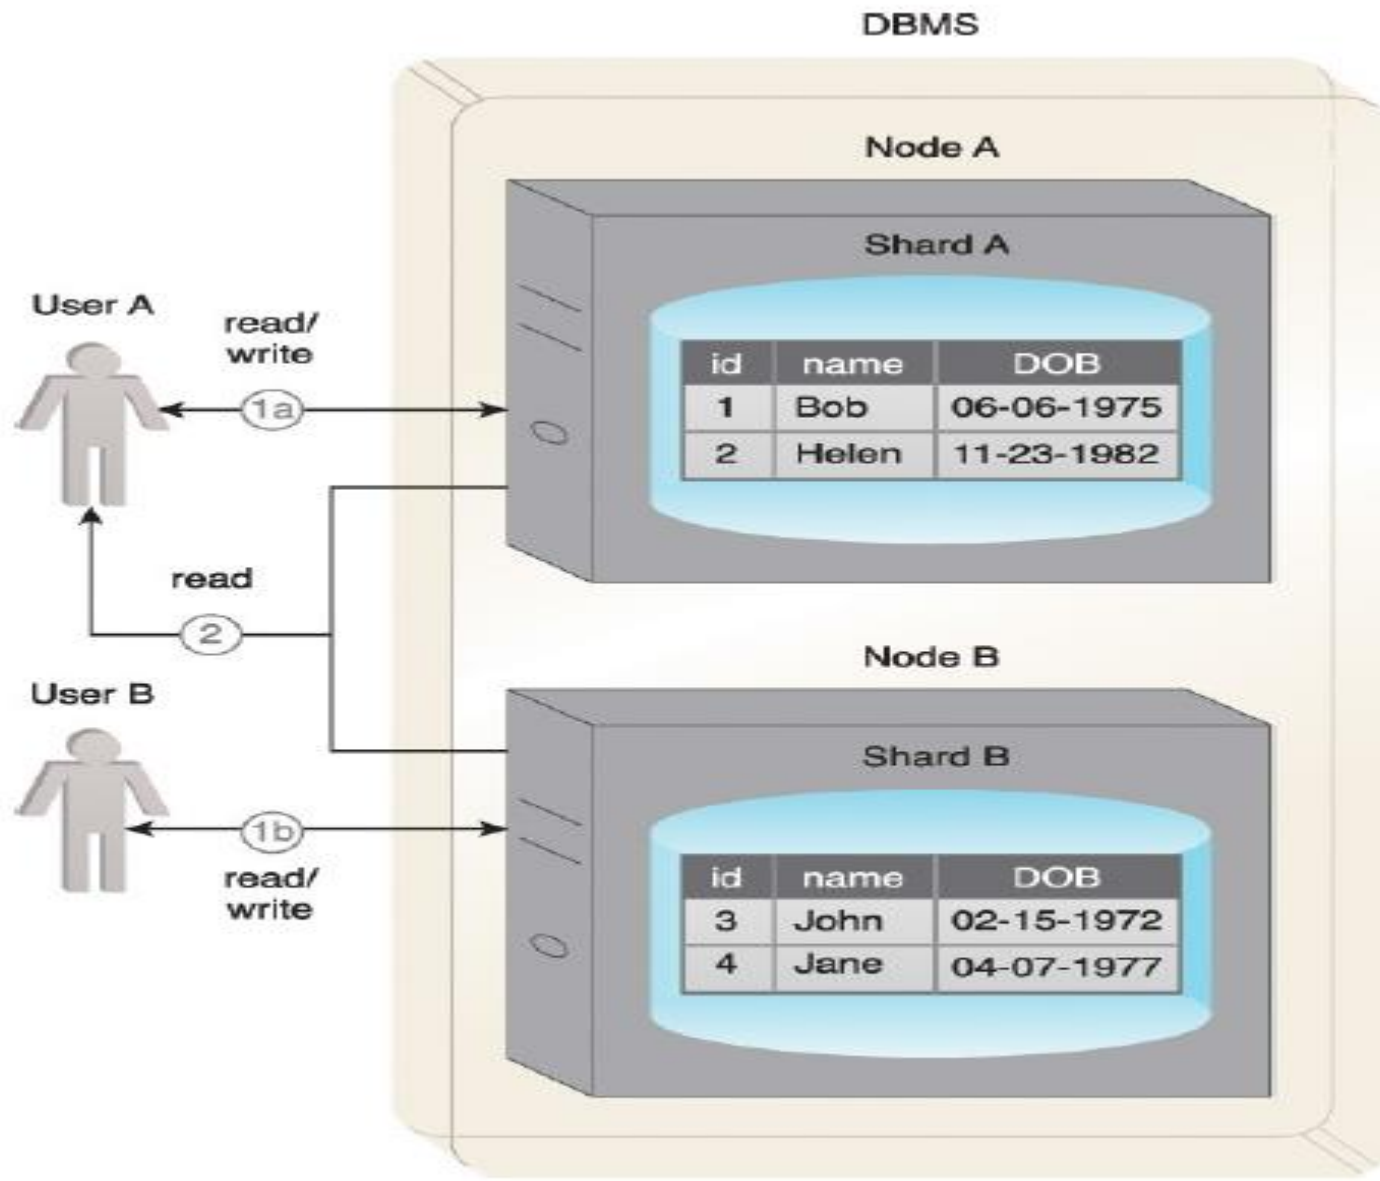 DBMS
Node A
Shard A
User A
read/
write
1a
id name DOB
1 Bob 06-06-1975
2 Helen 11-23-1982
read
2
Node B
User B
Shard B
1b
read/
write
id name DOB
3 John 02-15-1972
4 Jane 04-07-1977